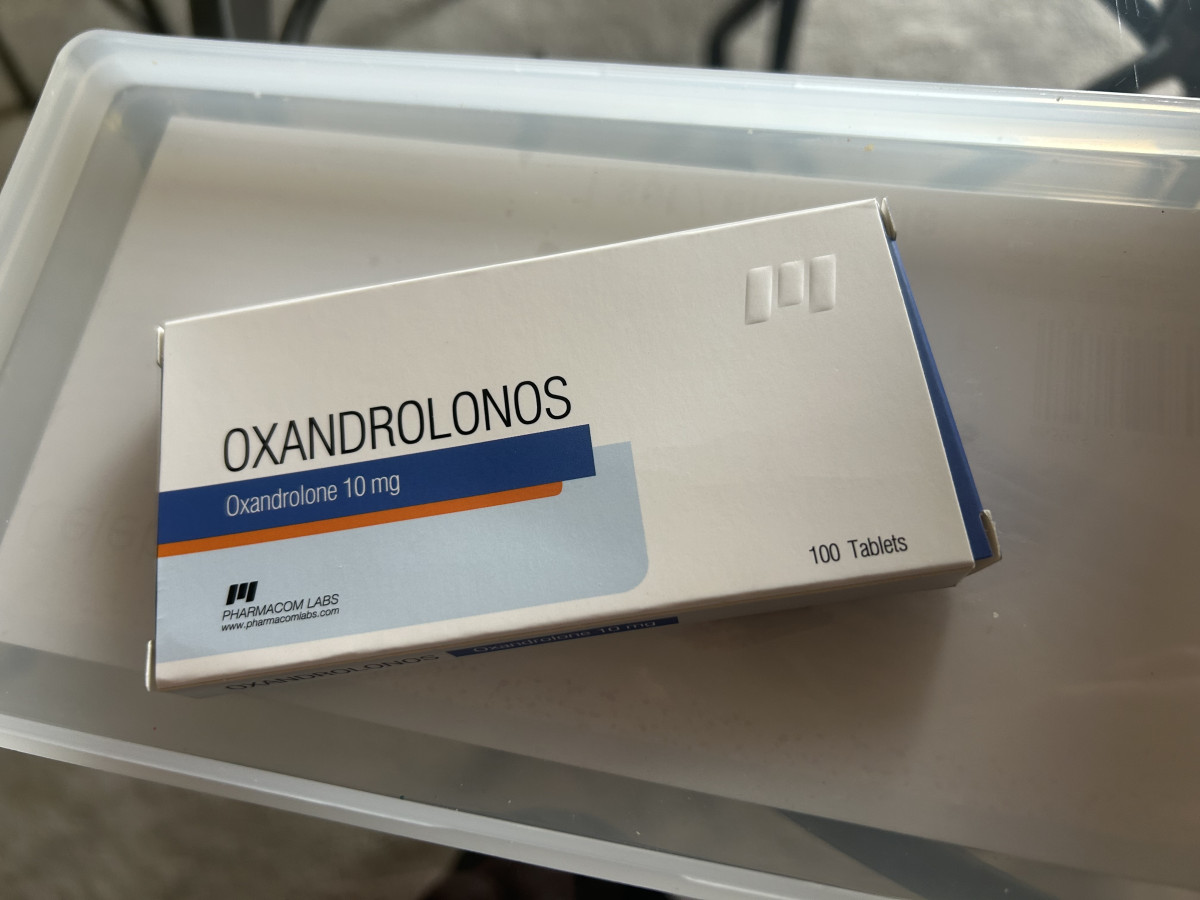 OXANDROLONOS
Oxandrolone 10 mg
PHARMACOM LABS
www.pharmacomlabs.com
100 Tablets
OXANDROLONOS
Oxandrolone 10 mg